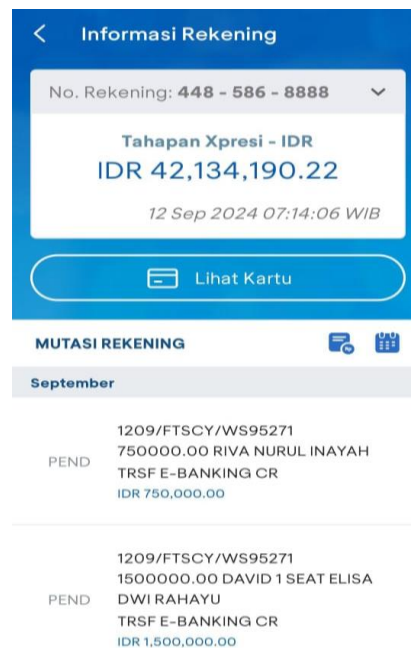 Informasi Rekening
No. Rekening: 448 - 586 - 8888
Tahapan Xpresi - IDR
IDR 42,134,190.22
12 Sep 2024 07:14:06 WIB
Lihat Kartu
MUTASI REKENING
September
1209/FTSCY/WS95271
750000.00 RIVA NURUL INAYAH
PEND
TRSF E-BANKING CR
IDR 750,000.00
1209/FTSCY/WS95271
1500000.00 DAVID 1 SEAT ELISA
PEND DWI RAHAYU
TRSF E-BANKING CR
IDR 1,500,000.00